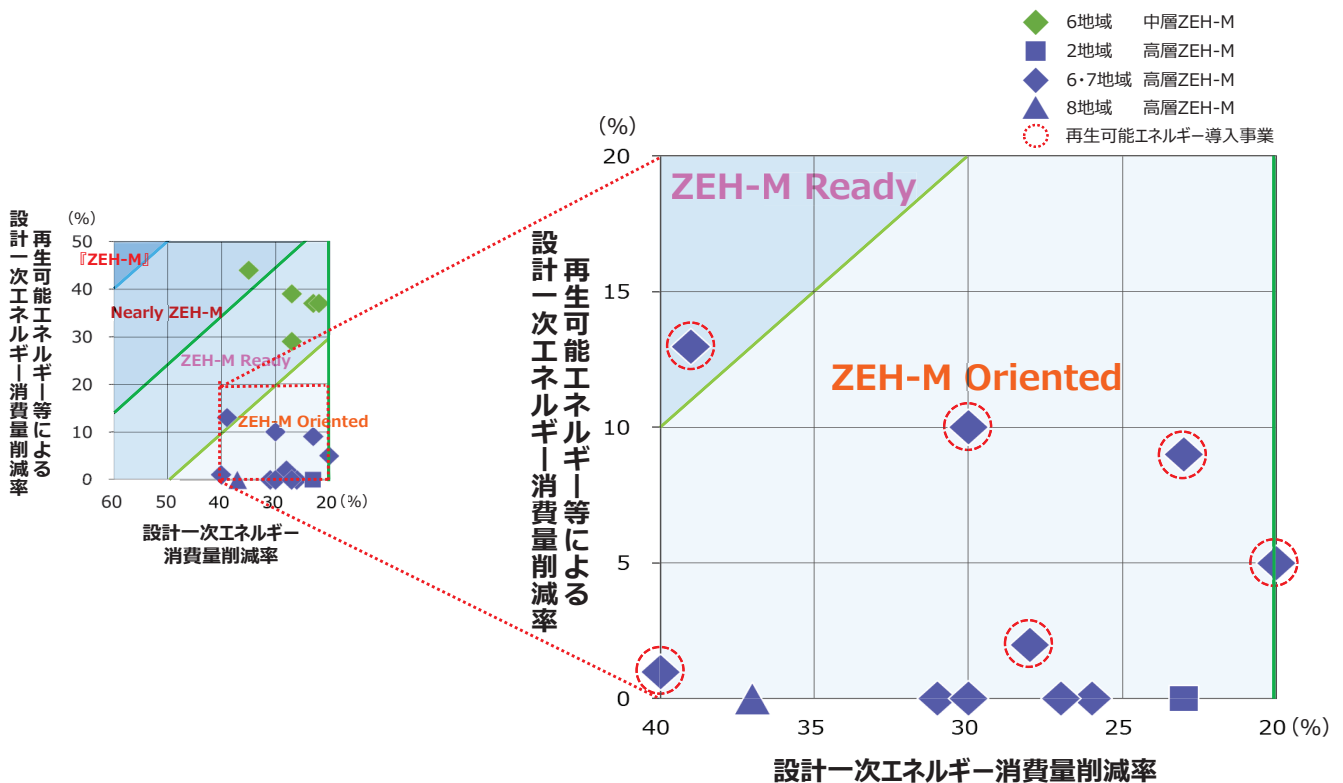 6地域 中層ZEH-M
2地域 高層ZEH-M
6・7地域 高層ZEH-M
8地域 高層ZEH-M
再生可能エネルギー導入事業
(%)
50
40
30
20
10
0
60
50
40
30
20
(%)
再生可能エネルギー等による
設計一次エネルギー消費量削減率
設計一次エネルギー
消費量削減率
『ZEH-M』
Nearly ZEH-M
ZEH-M Ready
ZEH-M Oriented
(%)
20
15
10
5
0
40
35
30
25
20
(%)
再生可能エネルギー等による
設計一次エネルギー消費量削減率
ZEH-M Ready
ZEH-M Oriented
設計一次エネルギー消費量削減率